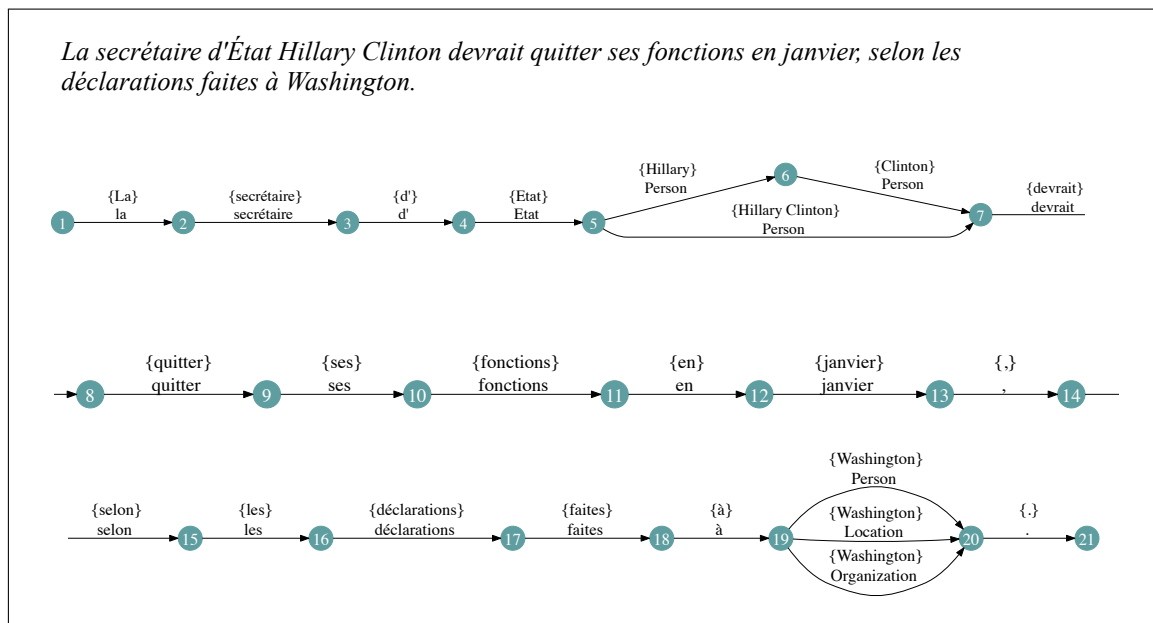 La secrétaire d'État Hillary Clinton devrait quitter ses fonctions en janvier, selon les
déclarations faites à Washington.
{Hillary} {Clinton}
Person 6 Person
{La} {secrétaire} {d'} {Etat} {Hillary Clinton} {devrait}
la secrétaire d' Etat Person devrait
1 2 3 4 5 7
{quitter} {ses} {fonctions} {en} {janvier} {,}
quitter ses fonctions en janvier ,
8 9 10 11 12 13 14
{Washington}
Person
{selon} {les} {déclarations} {faites} {à} {Washington} {.}
selon les déclarations faites à Location .
15 16 17 18 19 20 21
{Washington}
Organization